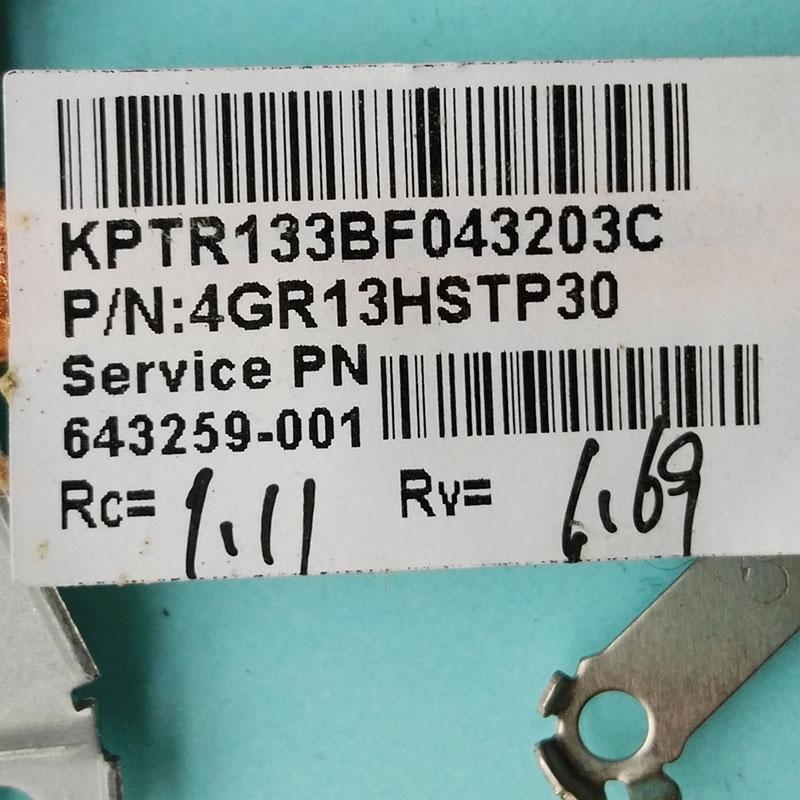 KPTR133BF043203C
P/N:4GR13HSTP30
Service PN
643259-001
Rc= 1.11 Rv= 6.69